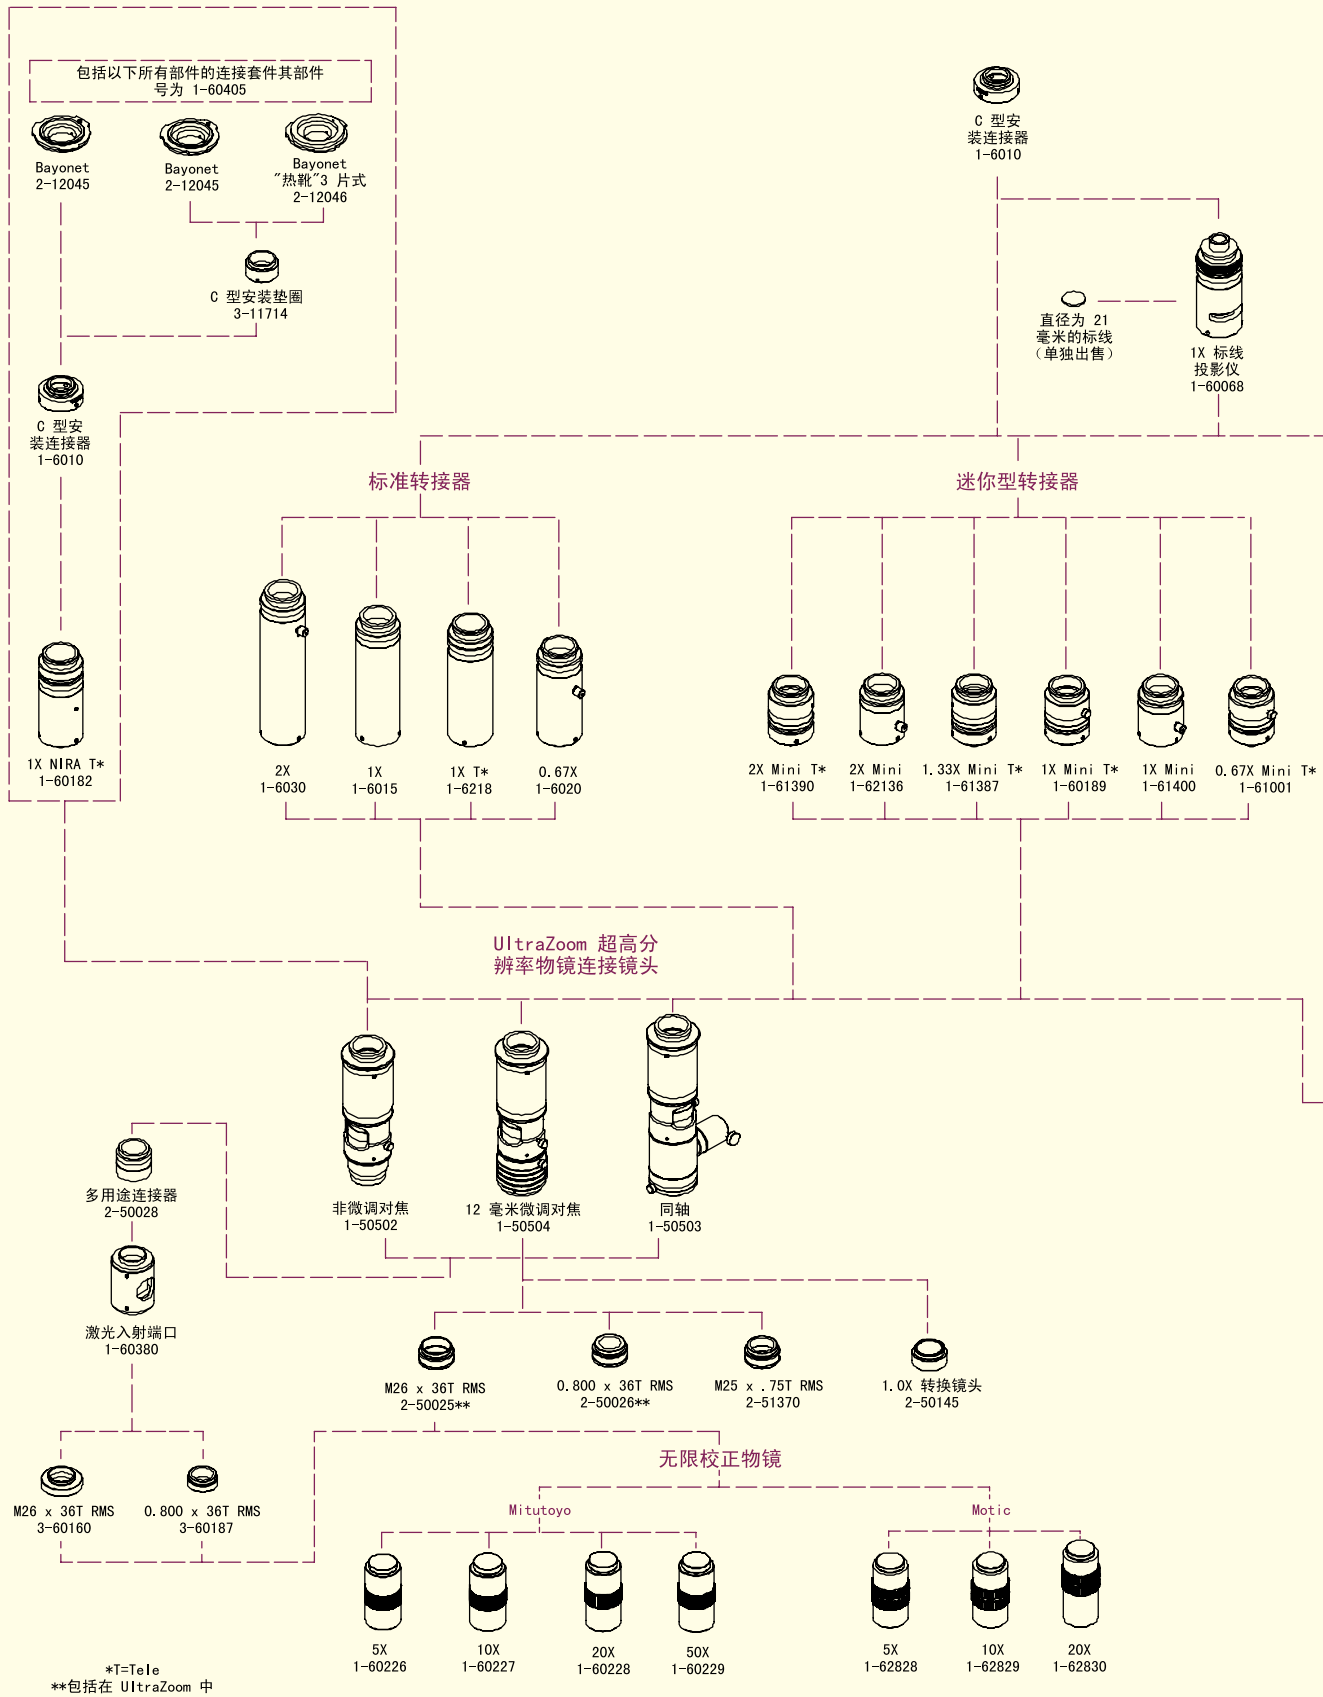 包括以下所有部件的连接套件其部件
号为 1-60405
Bayonet
2-12045
Bayonet
2-12045
Bayonet
"热靴"3 片式
2-12046
C 型安装垫圈
3-11714
C 型安
装连接器
1-6010
1X NIRA T*
1-60182
C 型安
装连接器
1-6010
直径为 21
毫米的标线
(单独出售)
1X 标线
投影仪
1-60068
标准转接器
迷你型转接器
2X
1-6030
1X
1-6015
1X T*
1-6218
0.67X
1-6020
2X Mini T*
1-61390
2X Mini
1-62136
1.33X Mini T*
1-61387
1X Mini T*
1-60189
1X Mini
1-61400
0.67X Mini T*
1-61001
UltraZoom 超高分
辨率物镜连接镜头
非微调对焦
1-50502
12 毫米微调对焦
1-50504
同轴
1-50503
多用途连接器
2-50028
激光入射端口
1-60380
M26 x 36T RMS
2-50025**
0.800 x 36T RMS
2-50026**
M25 x .75T RMS
2-51370
1.0X 转换镜头
2-50145
M26 x 36T RMS
3-60160
0.800 x 36T RMS
3-60187
无限校正物镜
Mitutoyo
Motic
5X
1-60226
10X
1-60227
20X
1-60228
50X
1-60229
5X
1-62828
10X
1-62829
20X
1-62830
*T=Tele
**包括在 UltraZoom 中